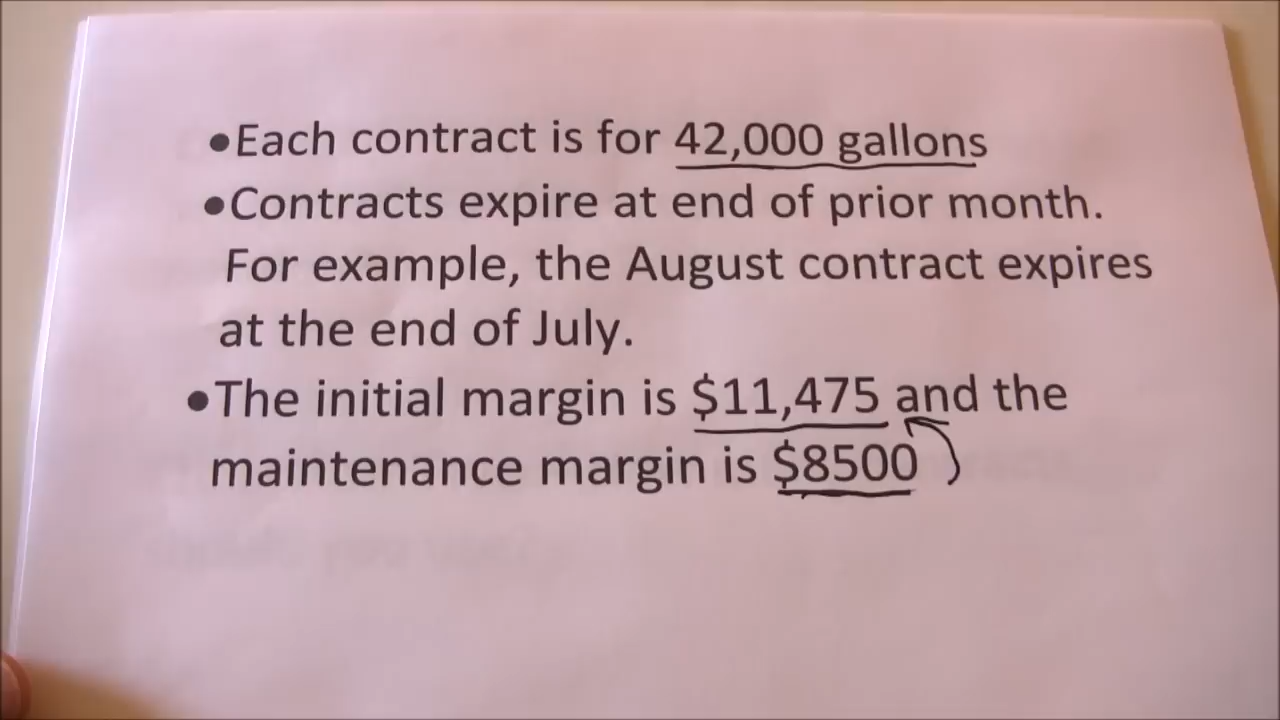 •Each contract is for 42,000 gallons
•Contracts expire at end of prior month.
For example, the August contract expires
at the end of July.
•The initial margin is $11,475 and the
maintenance margin is $8500